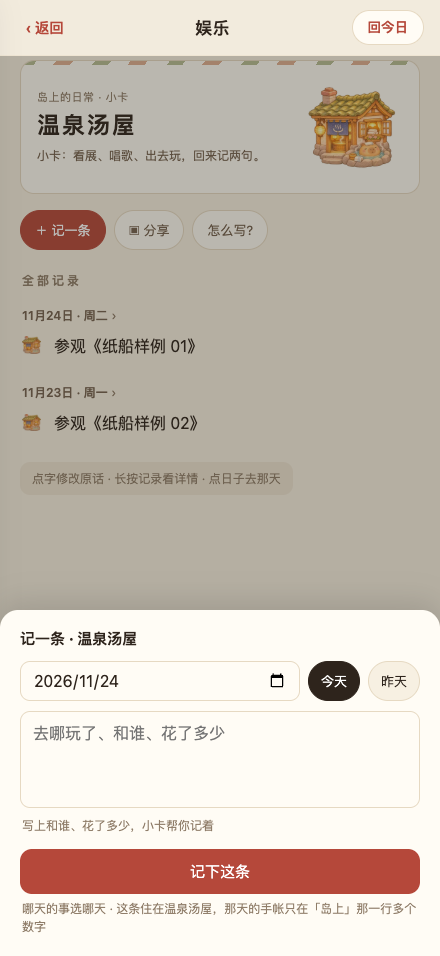 ‹ 返回
娱乐
回今日
岛上的日常 · 小卡
温泉汤屋
小卡：看展、唱歌、出去玩，回来记两句。
＋ 记一条
▣ 分享
怎么写?
全部记录
11月24日 · 周二 ›
参观《纸船样例 01》
11月23日 · 周一 ›
参观《纸船样例 02》
点字修改原话 · 长按记录看详情 · 点日子去那天
记一条 · 温泉汤屋
2026/11/24
今天
昨天
去哪玩了、和谁、花了多少
写上和谁、花了多少，小卡帮你记着
记下这条
哪天的事选哪天 · 这条住在温泉汤屋，那天的手帐只在「岛上」那一行多个
数字